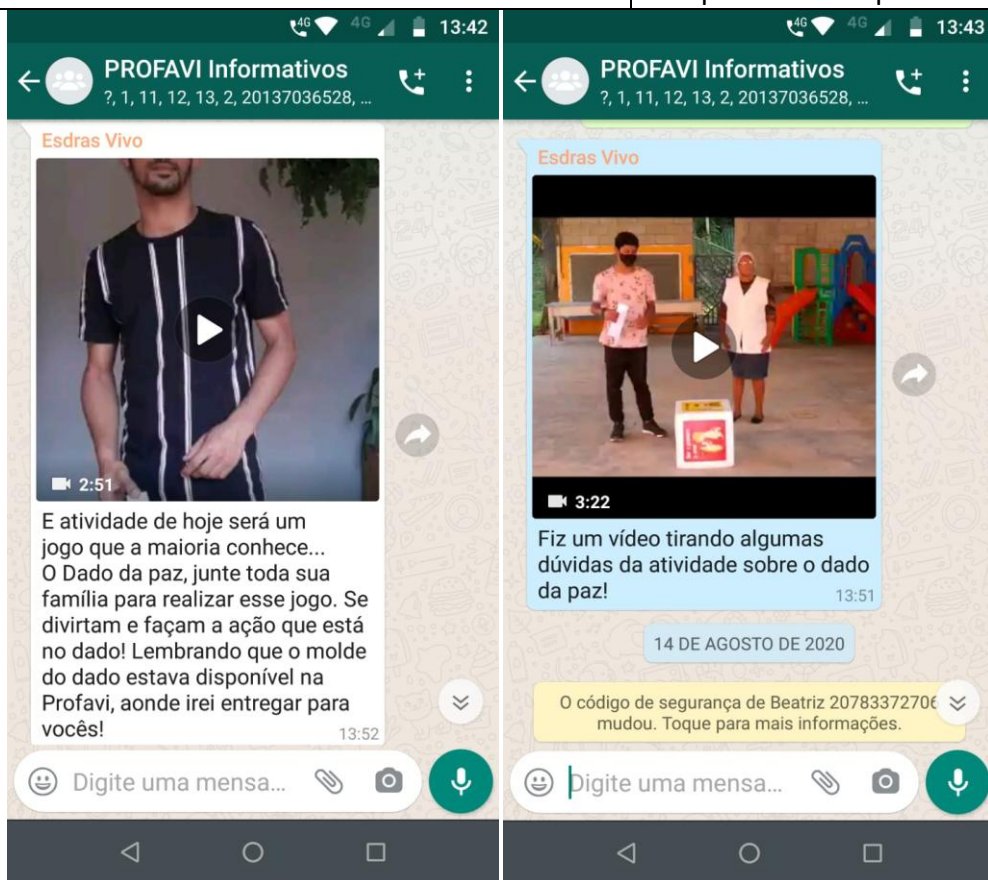 4G 4G 13:42
PROFAVI Informativos
?, 1, 11, 12, 13, 2, 20137036528, ...
Esdras Vivo
2:51
E atividade de hoje será um
jogo que a maioria conhece...
O Dado da paz, junte toda sua
família para realizar esse jogo. Se
divirtam e façam a ação que está
no dado! Lembrando que o molde
do dado estava disponível na
Profavi, aonde irei entregar para
vocês!
13:52
Digite uma mensa...
4G 4G 13:43
PROFAVI Informativos
?, 1, 11, 12, 13, 2, 20137036528, ...
Esdras Vivo
3:22
Fiz um vídeo tirando algumas
dúvidas da atividade sobre o dado
da paz!
13:51
14 DE AGOSTO DE 2020
O código de segurança de Beatriz 20783372706
mudou. Toque para mais informações.
Digite uma mensa...